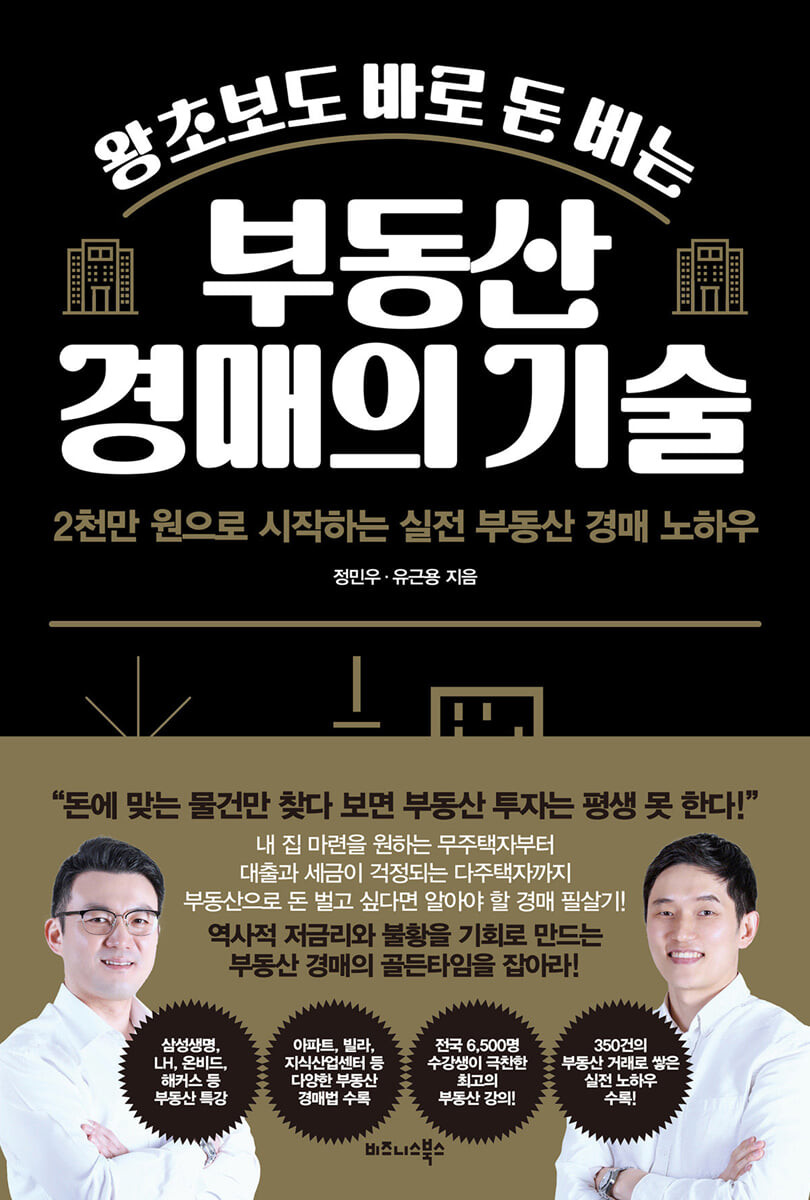 왕초보도 바로 돈 버는
부동산
경매의 기술
2천만 원으로 시작하는 실전 부동산 경매 노하우
정민우·유근용 지음
“돈에 맞는 물건만 찾다 보면 부동산 투자는 평생 못 한다!”
내 집 마련을 원하는 무주택자부터
대출과 세금이 걱정되는 다주택자까지
부동산으로 돈 벌고 싶다면 알아야 할 경매 필살기!
역사적 저금리와 불황을 기회로 만드는
부동산 경매의 골든타임을 잡아라!
삼성생명,
LH, 온비드,
해커스 등
부동산 특강
아파트, 빌라,
지식산업센터 등
다양한 부동산
경매법 수록
전국 6,500명
수강생이 극찬한
최고의
부동산 강의!
350건의
부동산 거래로 쌓은
실전 노하우
수록!
비즈니스북스